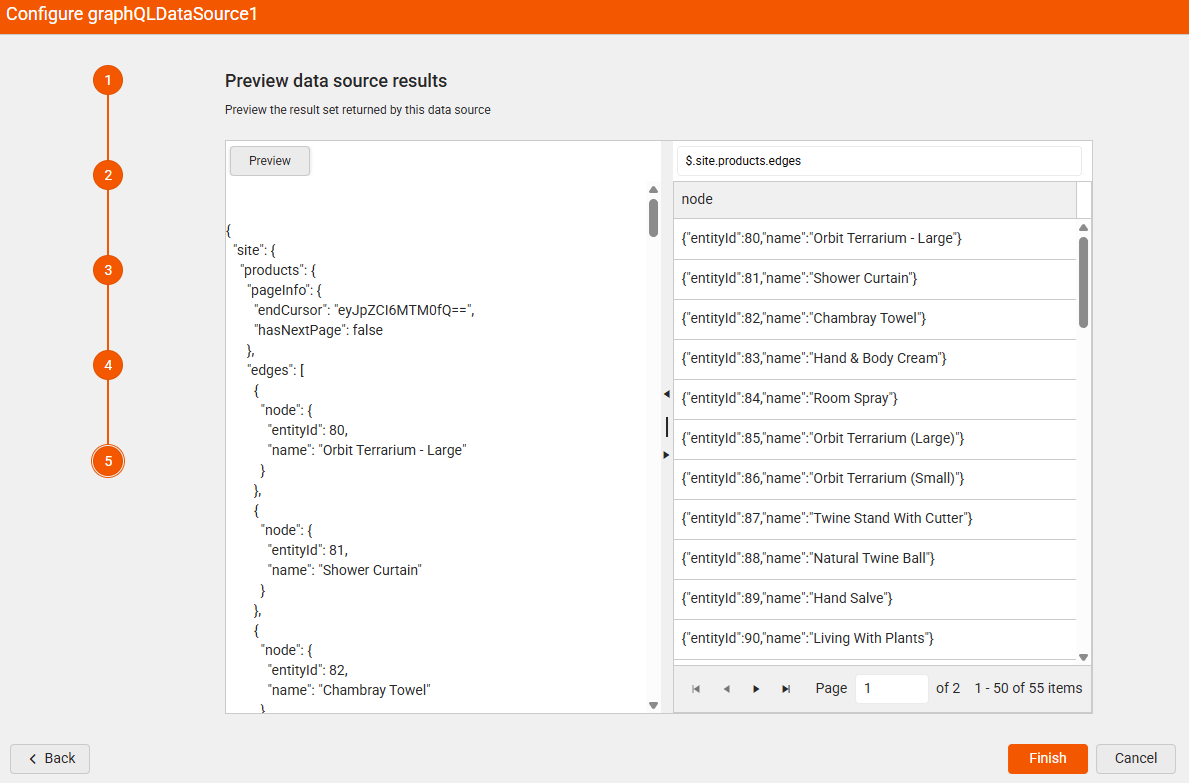 Configure graphQLDataSource1
1
2
3
4
5
Preview data source results
Preview the result set returned by this data source
Preview
{
"site": {
"products": {
"pageInfo": {
"endCursor": "eyJpZCI6MTM0fQ==",
"hasNextPage": false
},
"edges": [
{
"node": {
"entityId": 80,
"name": "Orbit Terrarium - Large"
}
},
{
"node": {
"entityId": 81,
"name": "Shower Curtain"
}
},
{
"node": {
"entityId": 82,
"name": "Chambray Towel"
}
$.site.products.edges
node
{"entityId":80,"name":"Orbit Terrarium - Large"}
{"entityId":81,"name":"Shower Curtain"}
{"entityId":82,"name":"Chambray Towel"}
{"entityId":83,"name":"Hand & Body Cream"}
{"entityId":84,"name":"Room Spray"}
{"entityId":85,"name":"Orbit Terrarium (Large)"}
{"entityId":86,"name":"Orbit Terrarium (Small)"}
{"entityId":87,"name":"Twine Stand With Cutter"}
{"entityId":88,"name":"Natural Twine Ball"}
{"entityId":89,"name":"Hand Salve"}
{"entityId":90,"name":"Living With Plants"}
Page 1 of 2 1 - 50 of 55 items
Back
Finish
Cancel